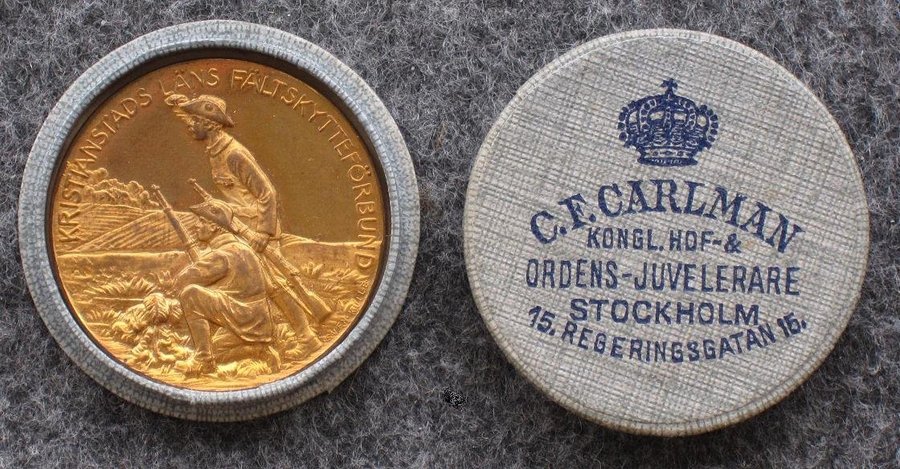 KRISTIANSTADS LÄNS FÄLTSKYTTEFÖRBUND
C.F. CARLMAN
KONGL. HOF- &
ORDENS-JUVELERARE
STOCKHOLM
15. REGERINGSGATAN 15.